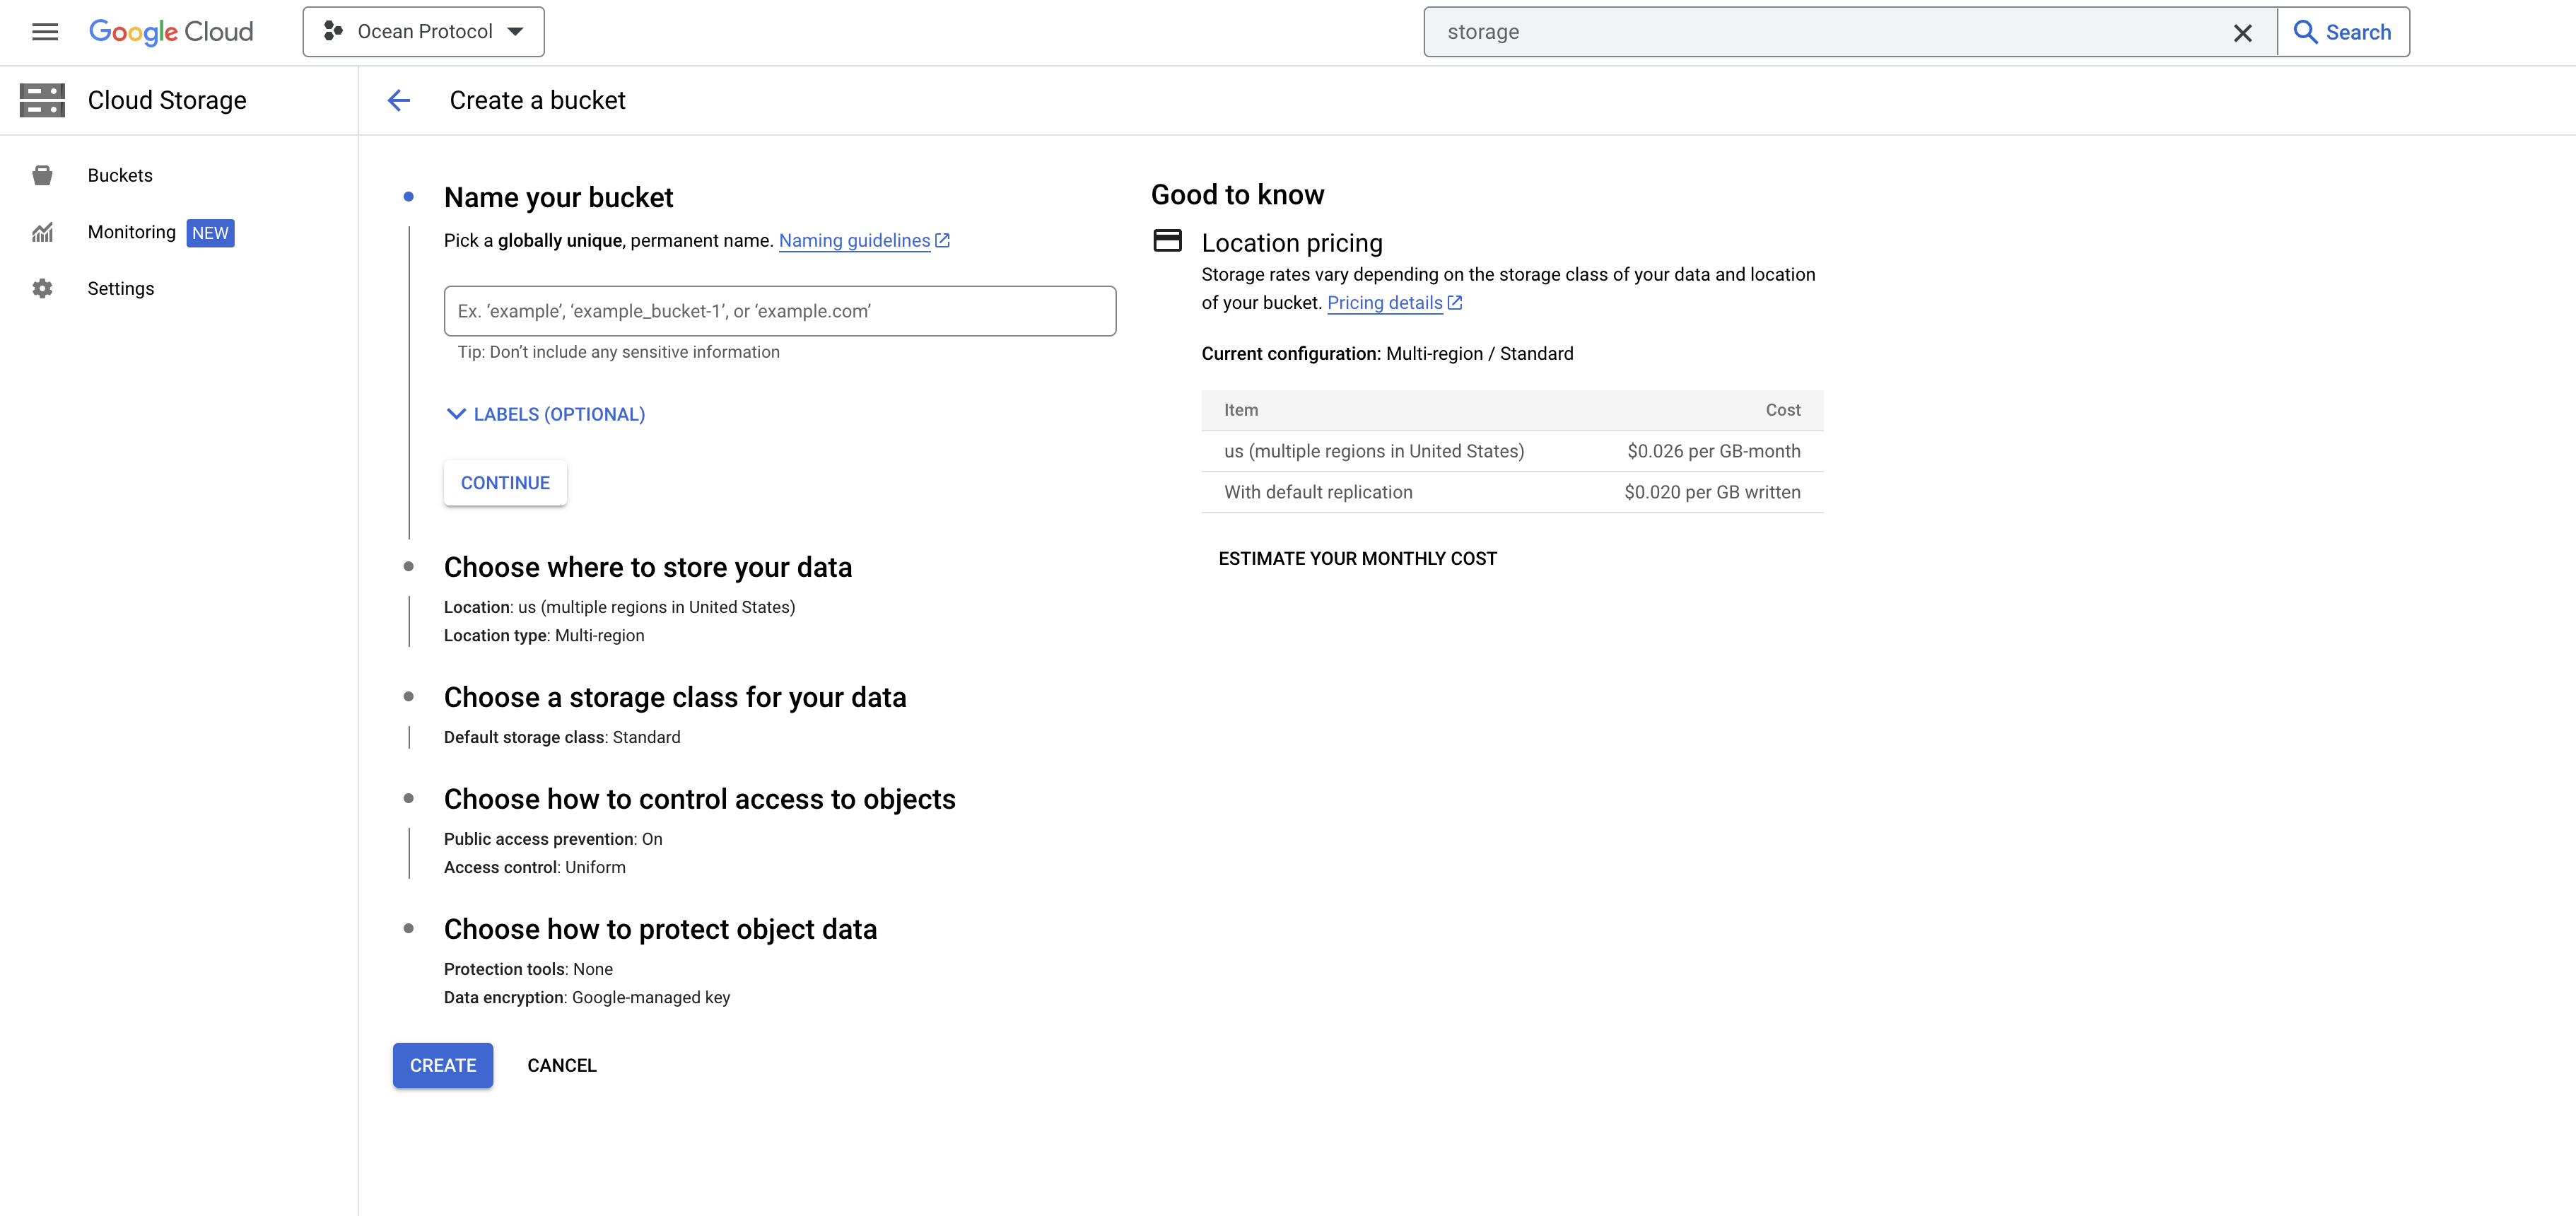 Google Cloud
Ocean Protocol
storage
Search
Cloud Storage
Create a bucket
Buckets
Monitoring NEW
Settings
Name your bucket
Pick a globally unique, permanent name. Naming guidelines
Ex. ‘example’, ‘example_bucket-1’, or ‘example.com’
Tip: Don’t include any sensitive information
LABELS (OPTIONAL)
CONTINUE
Choose where to store your data
Location: us (multiple regions in United States)
Location type: Multi-region
Choose a storage class for your data
Default storage class: Standard
Choose how to control access to objects
Public access prevention: On
Access control: Uniform
Choose how to protect object data
Protection tools: None
Data encryption: Google-managed key
CREATE
CANCEL
Good to know
Location pricing
Storage rates vary depending on the storage class of your data and location
of your bucket. Pricing details
Current configuration: Multi-region / Standard
Item Cost
us (multiple regions in United States) $0.026 per GB-month
With default replication $0.020 per GB written
ESTIMATE YOUR MONTHLY COST